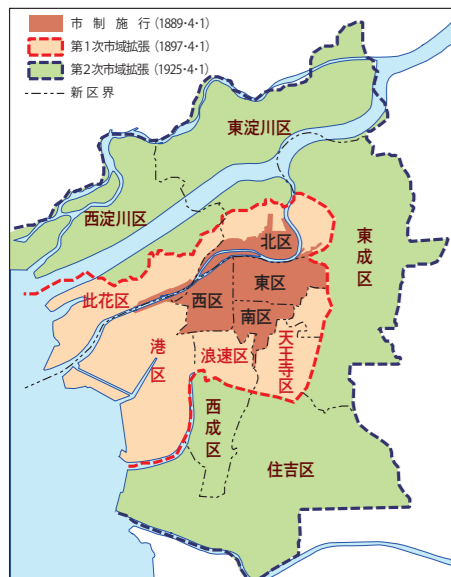 市制施行(1889・4・1)
第1次市域拡張(1897・4・1)
第2次市域拡張(1925・4・1)
新区界
東淀川区
西淀川区
北区
東成区
此花区
西区
東区
南区
港区
浪速区
天王寺区
西成区
住吉区